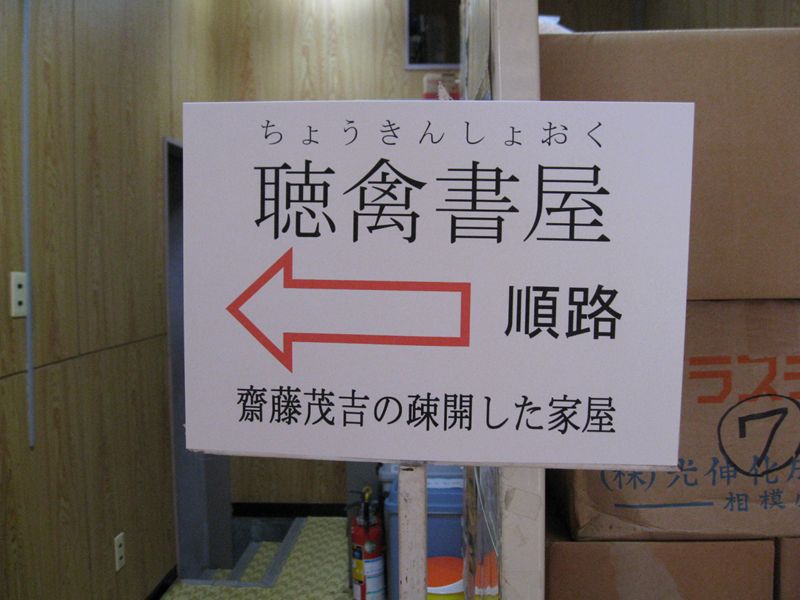 ちょうきんしょおく
聴禽書屋
順路
齋藤茂吉の疎開した家屋
ラス
7
(株)光伸化
相模